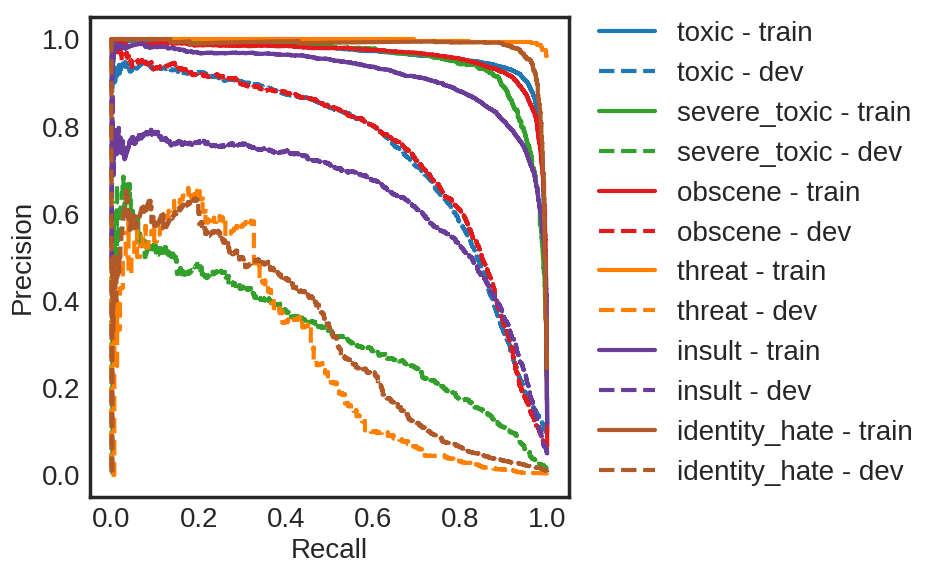 1.0
0.8
0.6
0.4
0.2
0.0
Precision
0.0 0.2 0.4 0.6 0.8 1.0
Recall
toxic - train
toxic - dev
severe_toxic - train
severe_toxic - dev
obscene - train
obscene - dev
threat - train
threat - dev
insult - train
insult - dev
identity_hate - train
identity_hate - dev